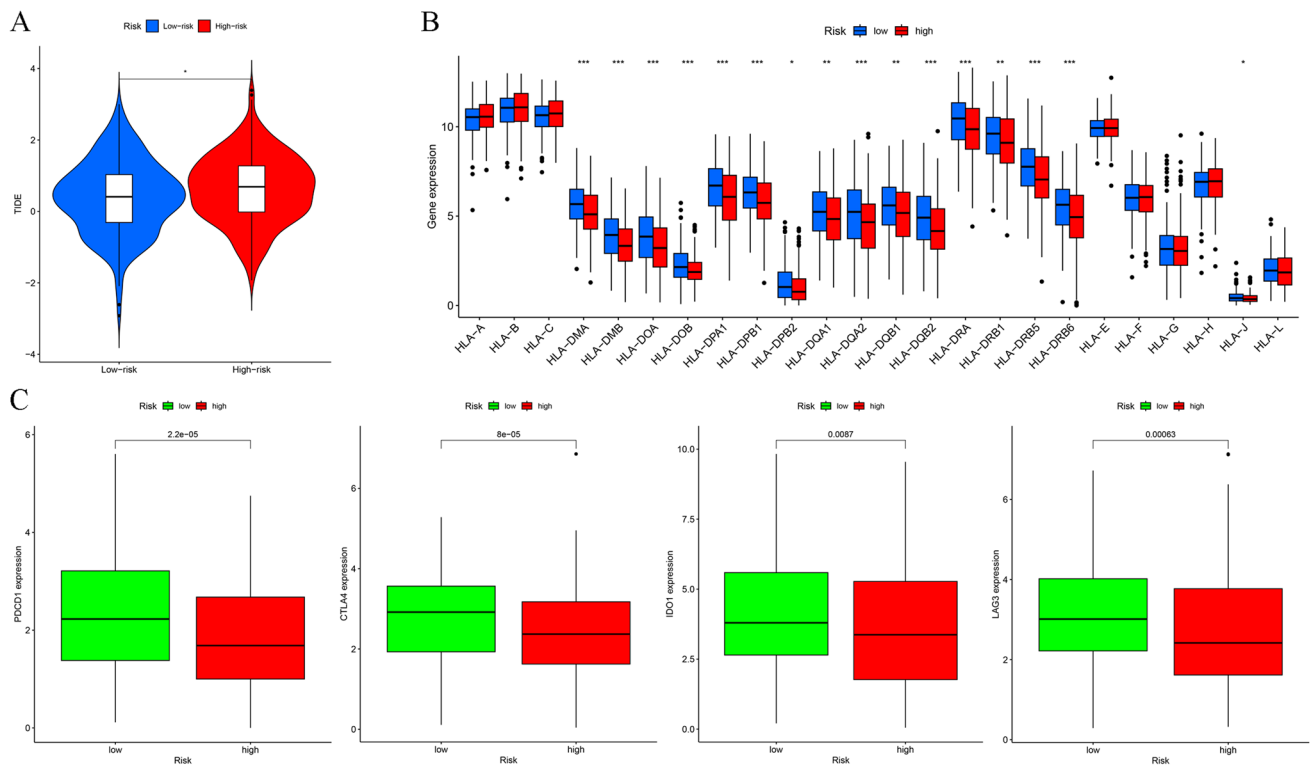 A
Risk Low-risk High-risk
*
4
2
0
-2
-4
TIDE
Low-risk High-risk
B
Risk low high
*** *** *** *** *** *** * ** *** ** *** *** ** *** *** *
10
5
0
Gene expression
HLA-A HLA-B HLA-C HLA-DMA HLA-DMB HLA-DOA HLA-DOB HLA-DPA1 HLA-DPB1 HLA-DPB2 HLA-DQA1 HLA-DQA2 HLA-DQB1 HLA-DQB2 HLA-DRA HLA-DRB1 HLA-DRB5 HLA-DRB6 HLA-E HLA-F HLA-G HLA-H HLA-J HLA-L
C
Risk low high
2.2e-05
6
4
2
0
PDCD1 expression
low high
Risk
Risk low high
8e-05
6
4
2
0
CTLA4 expression
low high
Risk
Risk low high
0.0087
10.0
7.5
5.0
2.5
0.0
IDO1 expression
low high
Risk
Risk low high
0.00063
6
4
2
0
LAG3 expression
low high
Risk